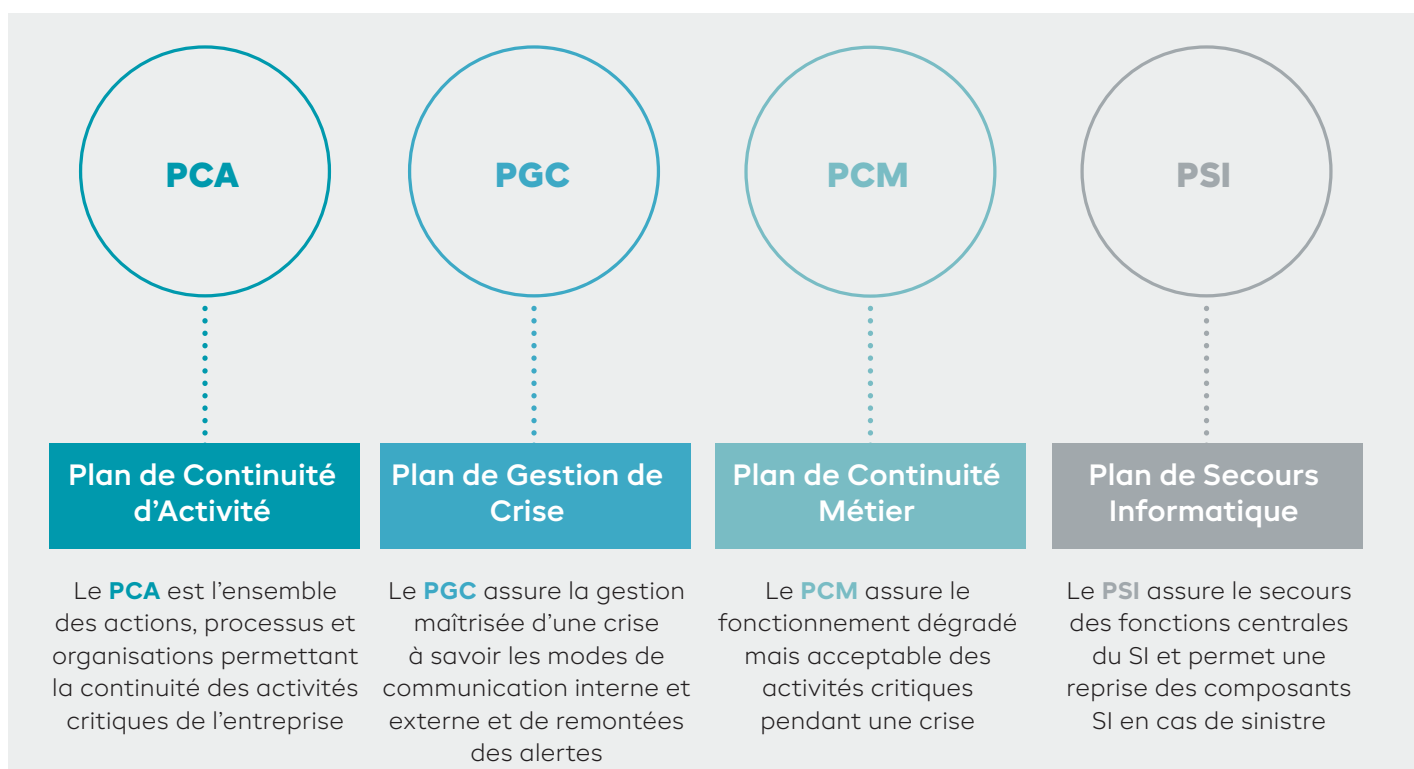 PCA
PGC
PCM
PSI
Plan de Continuité
d’Activité
Plan de Gestion de
Crise
Plan de Continuité
Métier
Plan de Secours
Informatique
Le PCA est l’ensemble
des actions, processus et
organisations permettant
la continuité des activités
critiques de l’entreprise
Le PGC assure la gestion
maîtrisée d’une crise
à savoir les modes de
communication interne et
externe et de remontées
des alertes
Le PCM assure le
fonctionnement dégradé
mais acceptable des
activités critiques
pendant une crise
Le PSI assure le secours
des fonctions centrales
du SI et permet une
reprise des composants
SI en cas de sinistre